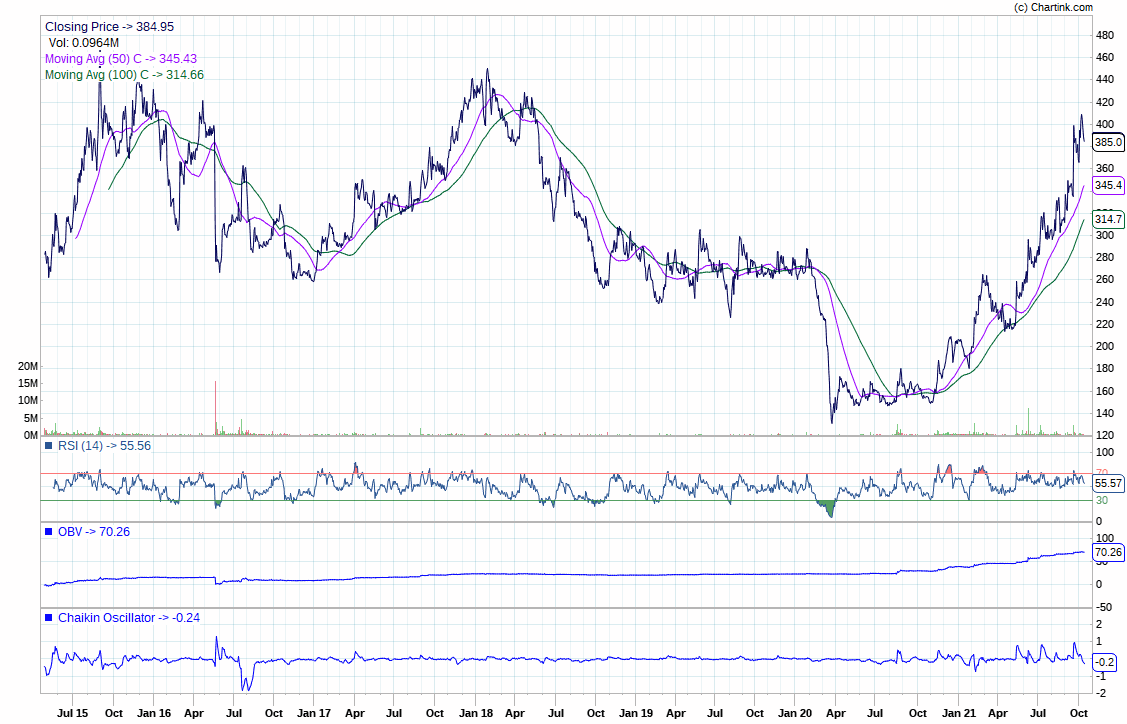 (c) Chartink.com
Closing Price -> 384.95
Vol: 0.0964M
Moving Avg (50) C -> 345.43
Moving Avg (100) C -> 314.66
480
460
440
420
400
385.0
360
345.4
314.7
300
280
260
240
220
200
180
160
140
120
20M
15M
10M
5M
0M
RSI (14) -> 55.56
100
70
55.57
30
0
OBV -> 70.26
100
70.26
50
0
-50
Chaikin Oscillator -> -0.24
2
1
-0.2
-1
-2
Jul 15 Oct Jan 16 Apr Jul Oct Jan 17 Apr Jul Oct Jan 18 Apr Jul Oct Jan 19 Apr Jul Oct Jan 20 Apr Jul Oct Jan 21 Apr Jul Oct